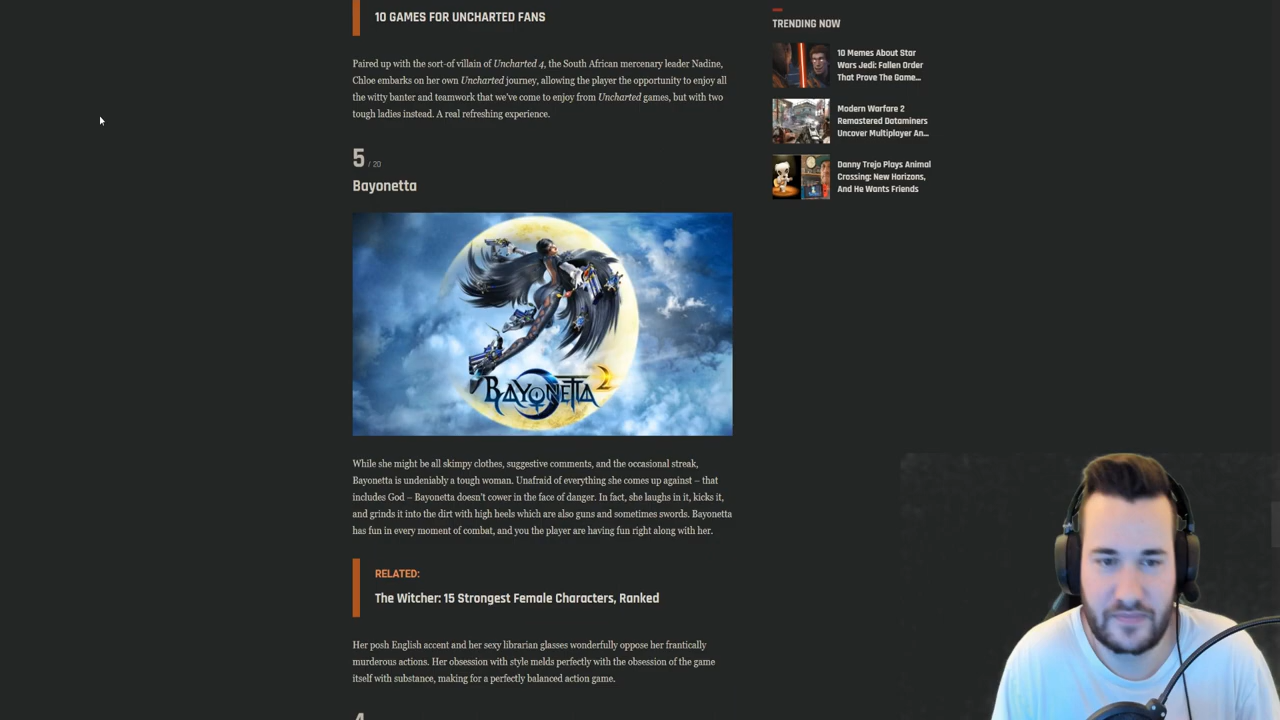 10 GAMES FOR UNCHARTED FANS
Paired up with the sort-of villain of Uncharted 4, the South African mercenary leader Nadine,
Chloe embarks on her own Uncharted journey, allowing the player the opportunity to enjoy all
the witty banter and teamwork that we've come to enjoy from Uncharted games, but with two
tough ladies instead. A real refreshing experience.
5 / 20
Bayonetta
BAYONETTA 2
While she might be all skimpy clothes, suggestive comments, and the occasional streak,
Bayonetta is undeniably a tough woman. Unafraid of everything she comes up against – that
includes God – Bayonetta doesn't cower in the face of danger. In fact, she laughs in it, kicks it,
and grinds it into the dirt with high heels which are also guns and sometimes swords. Bayonetta
has fun in every moment of combat, and you the player are having fun right along with her.
RELATED:
The Witcher: 15 Strongest Female Characters, Ranked
Her posh English accent and her sexy librarian glasses wonderfully oppose her frantically
murderous actions. Her obsession with style melds perfectly with the obsession of the game
itself with substance, making for a perfectly balanced action game.
TRENDING NOW
10 Memes About Star
Wars Jedi: Fallen Order
That Prove The Game...
Modern Warfare 2
Remastered Dataminers
Uncover Multiplayer An...
Danny Trejo Plays Animal
Crossing: New Horizons,
And He Wants Friends